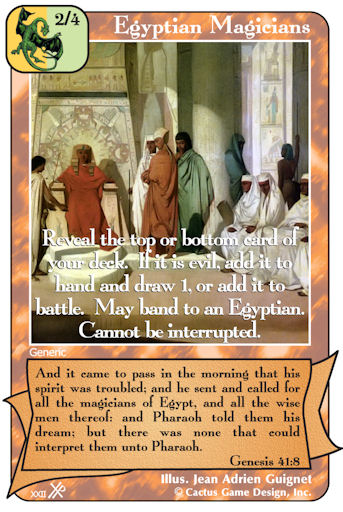 2/4
Egyptian Magicians
Reveal the top or bottom card of
your deck. If it is evil, add it to
hand and draw 1, or add it to
battle. May band to an Egyptian.
Cannot be interrupted.
Generic
And it came to pass in the morning that his
spirit was troubled; and he sent and called for
all the magicians of Egypt, and all the wise
men thereof: and Pharaoh told them his
dream; but there was none that could
interpret them unto Pharaoh.
Genesis 41:8
Illus. Jean Adrien Guignet
XXII
© Cactus Game Design, Inc.